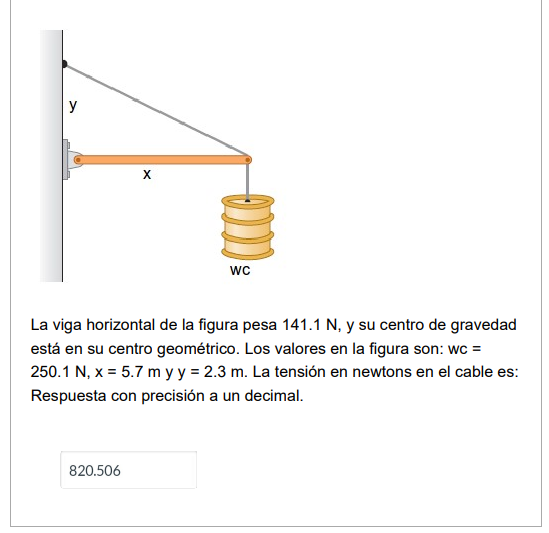 y
x
wc
La viga horizontal de la figura pesa 141.1 N, y su centro de gravedad
está en su centro geométrico. Los valores en la figura son: wc =
250.1 N, x = 5.7 m y y = 2.3 m. La tensión en newtons en el cable es:
Respuesta con precisión a un decimal.
820.506